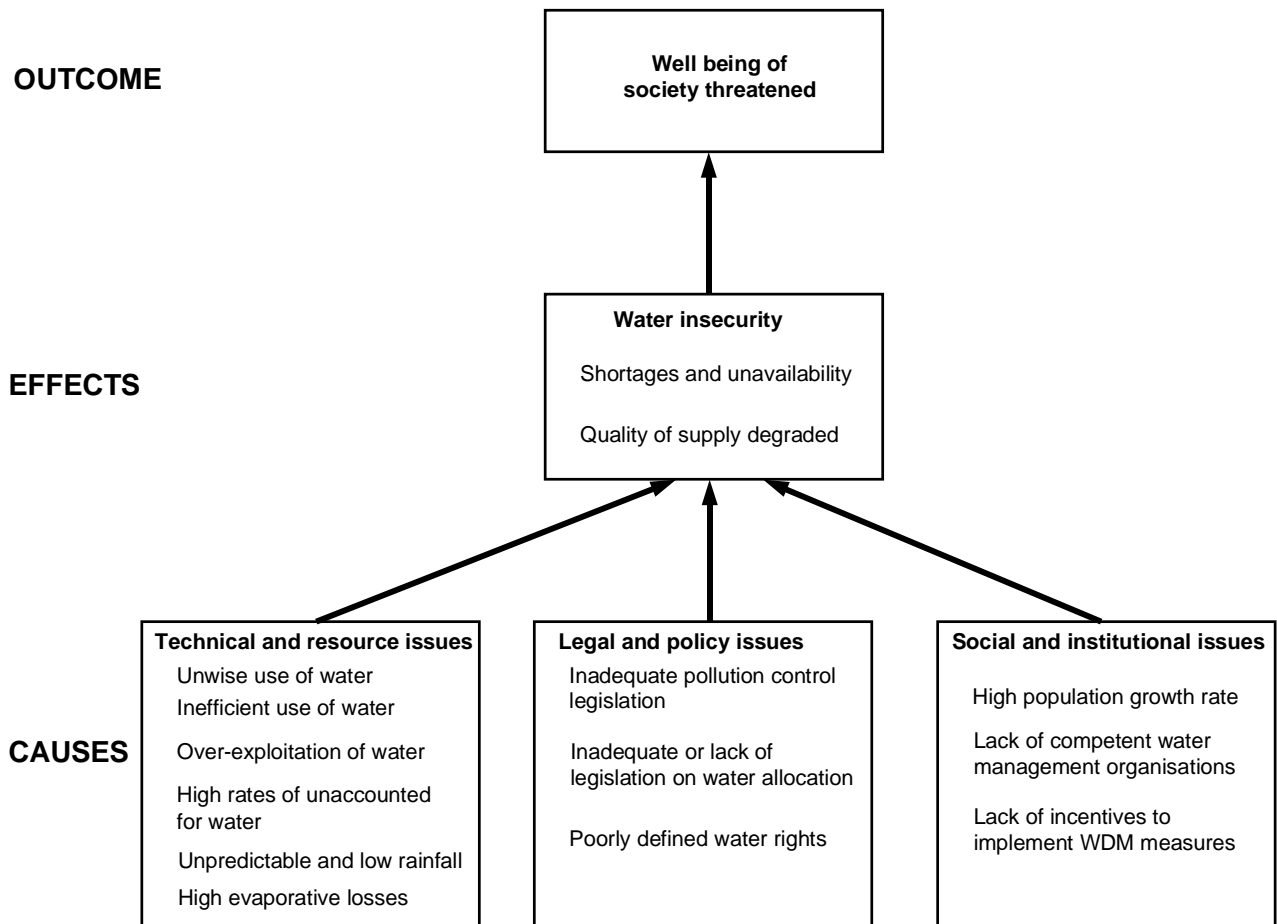 OUTCOME
Well being of
society threatened
EFFECTS
Water insecurity
Shortages and unavailability
Quality of supply degraded
CAUSES
Technical and resource issues
Unwise use of water
Inefficient use of water
Over-exploitation of water
High rates of unaccounted
for water
Unpredictable and low rainfall
High evaporative losses
Legal and policy issues
Inadequate pollution control
legislation
Inadequate or lack of
legislation on water allocation
Poorly defined water rights
Social and institutional issues
High population growth rate
Lack of competent water
management organisations
Lack of incentives to
implement WDM measures